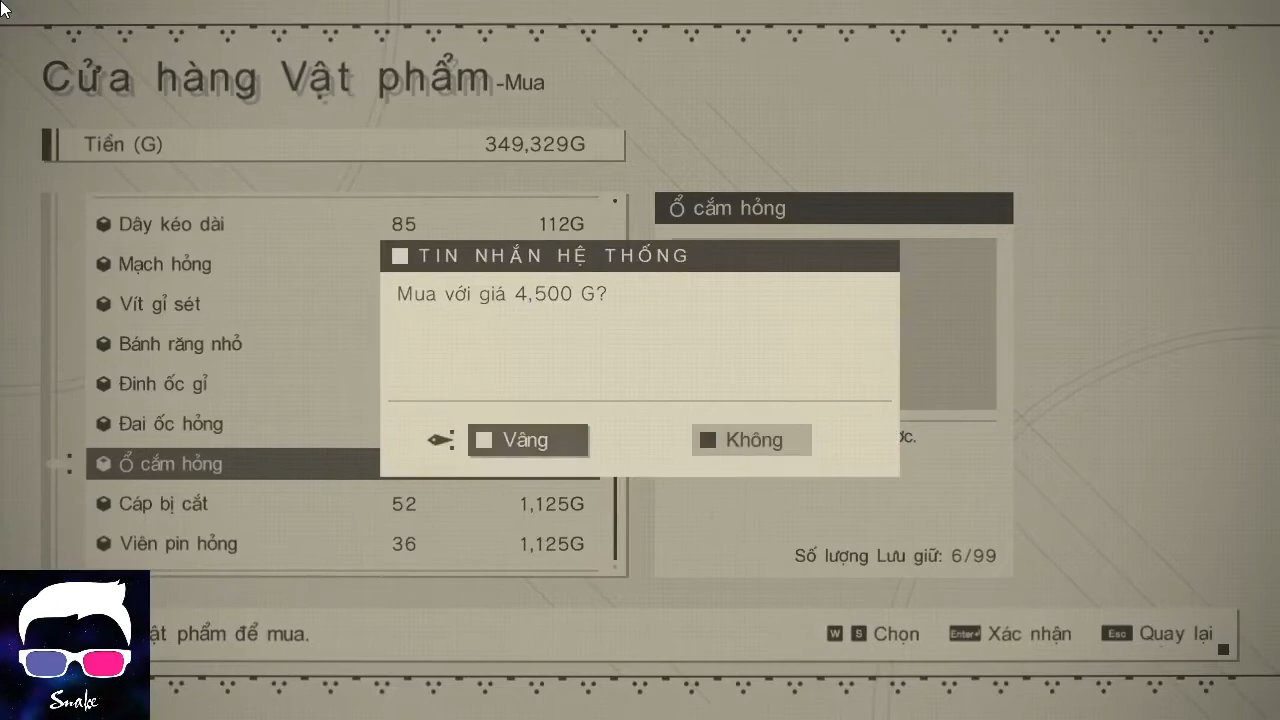 Cửa hàng Vật phẩm -Mua
Tiền (G) 349,329G
Dây kéo dài 85 112G
Mạch hỏng
Vít gỉ sét
Bánh răng nhỏ
Đinh ốc gỉ
Đai ốc hỏng
Ổ cắm hỏng
Cáp bị cắt 52 1,125G
Viên pin hỏng 36 1,125G
Ổ cắm hỏng
TIN NHẮN HỆ THỐNG
Mua với giá 4,500 G?
Vâng Không
Số lượng Lưu giữ: 6/99
phẩm để mua.
W S Chọn Enter Xác nhận Esc Quay lại
Snake